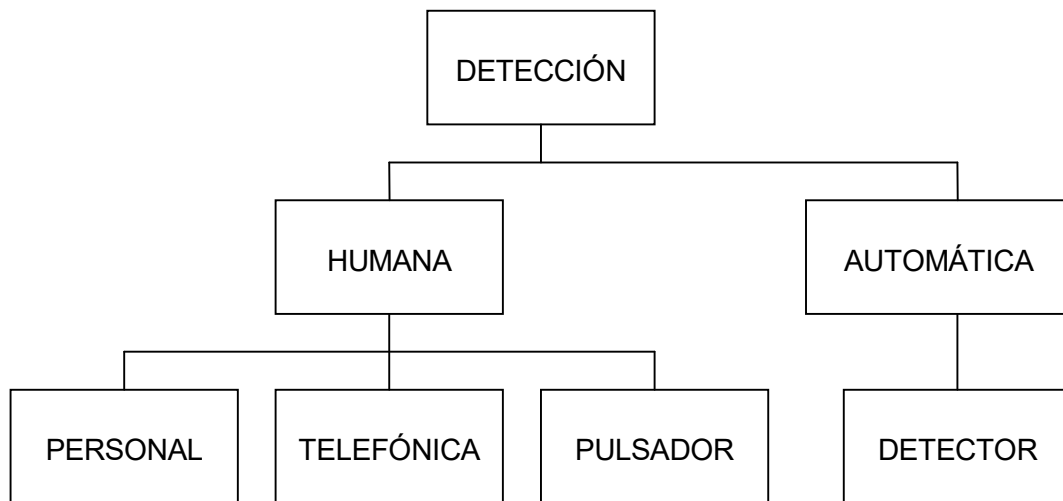 DETECCIÓN
HUMANA
AUTOMÁTICA
PERSONAL
TELEFÓNICA
PULSADOR
DETECTOR